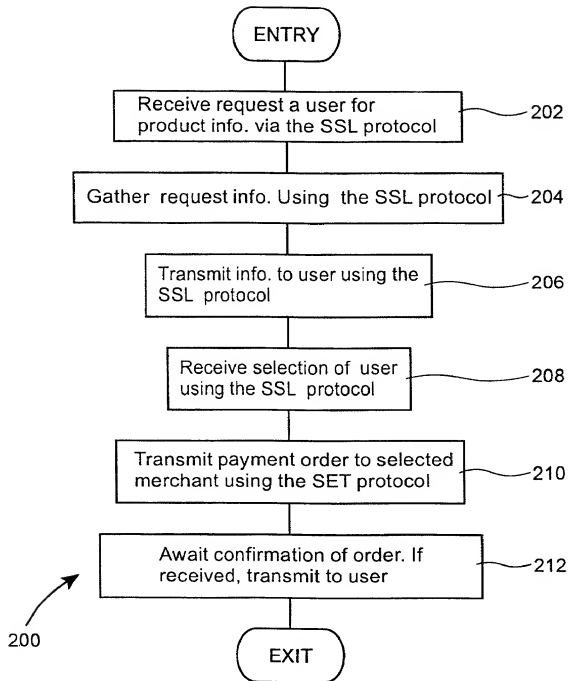 ENTRY
Receive request a user for
product info. via the SSL protocol
202
Gather request info. Using the SSL protocol
204
Transmit info. to user using the
SSL protocol
206
Receive selection of user
using the SSL protocol
208
Transmit payment order to selected
merchant using the SET protocol
210
Await confirmation of order. If
received, transmit to user
212
200
EXIT